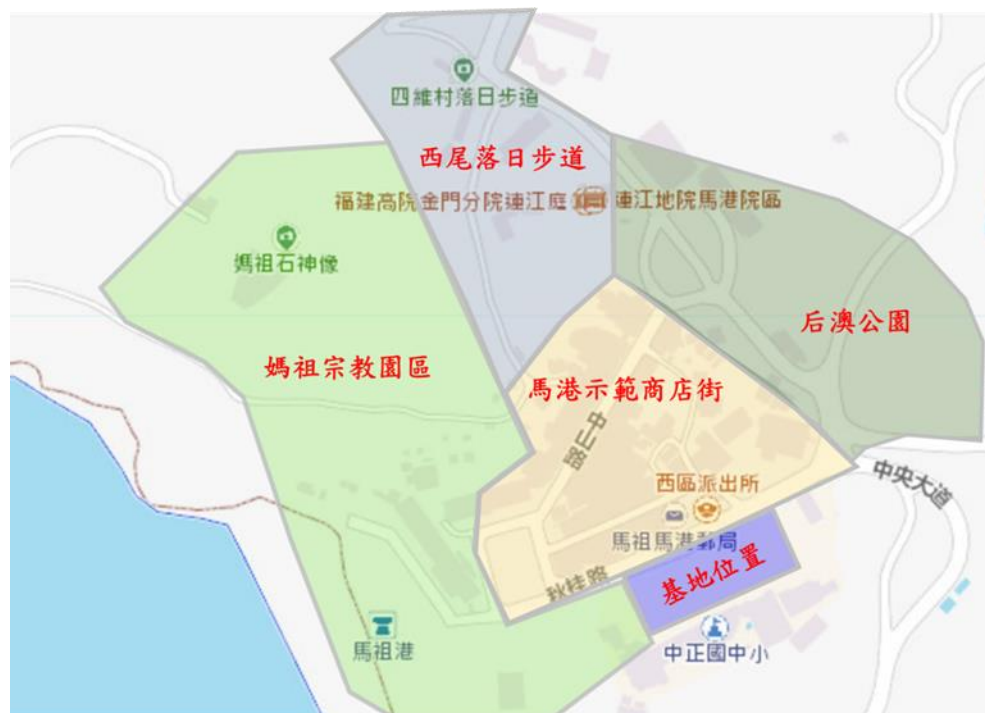 四維村落日步道
西尾落日步道
福建高院金門分院連江庭
連江地院馬港院區
媽祖石神像
后澳公園
媽祖宗教園區
馬港示範商店街
中山路
中央大道
西區派出所
馬祖馬港郵局
基地位置
秋桂路
馬祖港
中正國中小